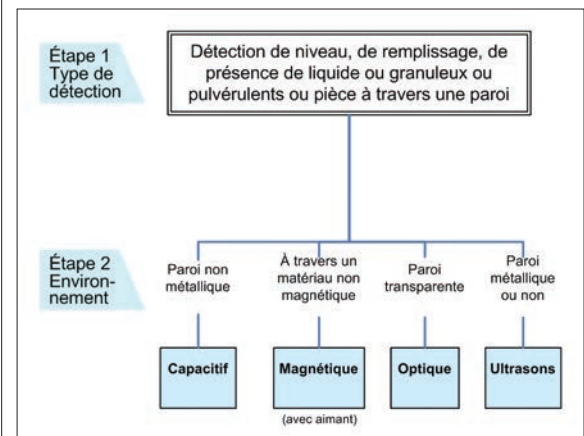 Étape 1
Type de
détection
Détection de niveau, de remplissage, de
présence de liquide ou granuleux ou
pulvérulents ou pièce à travers une paroi
Étape 2
Environ-
nement
Paroi non
métallique
À travers un
matériau non
magnétique
Paroi
transparente
Paroi
métallique
ou non
Capacitif
Magnétique
(avec aimant)
Optique
Ultrasons